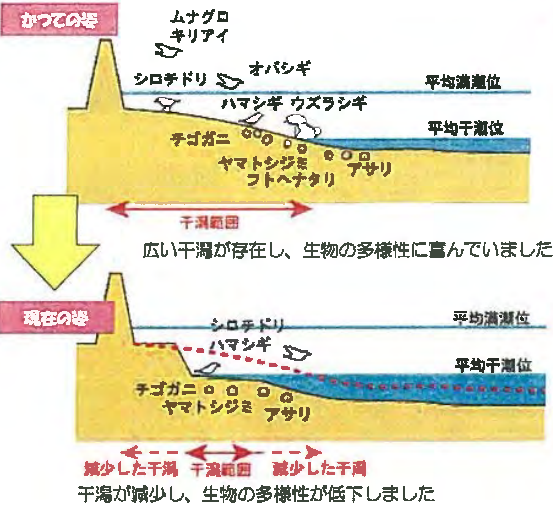 かつての姿
ムナグロ
キリアイ
シロチドリ
オバシギ
平均満潮位
ハマシギ ウズラシギ
平均干潮位
チゴガニ
ヤマトシジミ
アサリ
フトヘナタリ
干潟範囲
広い干潟が存在し、生物の多様性に富んでいました
現在の姿
平均満潮位
シロチドリ
ハマシギ
平均干潮位
チゴガニ
ヤマトシジミ
アサリ
減少した干潟 干潟範囲 減少した干潟
干潟が減少し、生物の多様性が低下しました